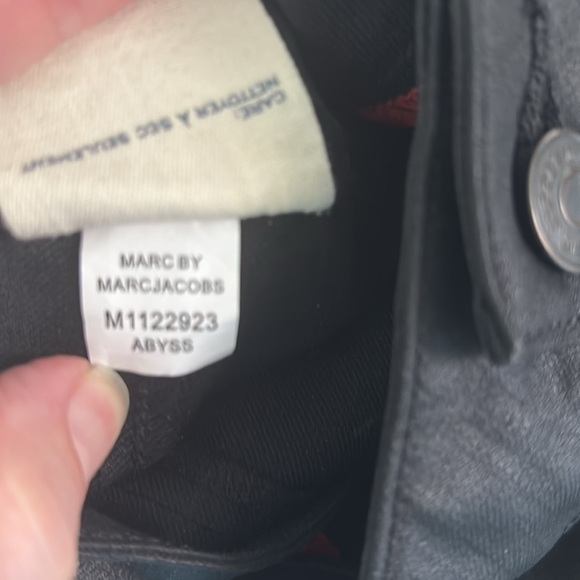 CARE:
NETTOYER À SEC SEULEMENT
MARC BY
MARCJACOBS
M1122923
ABYSS